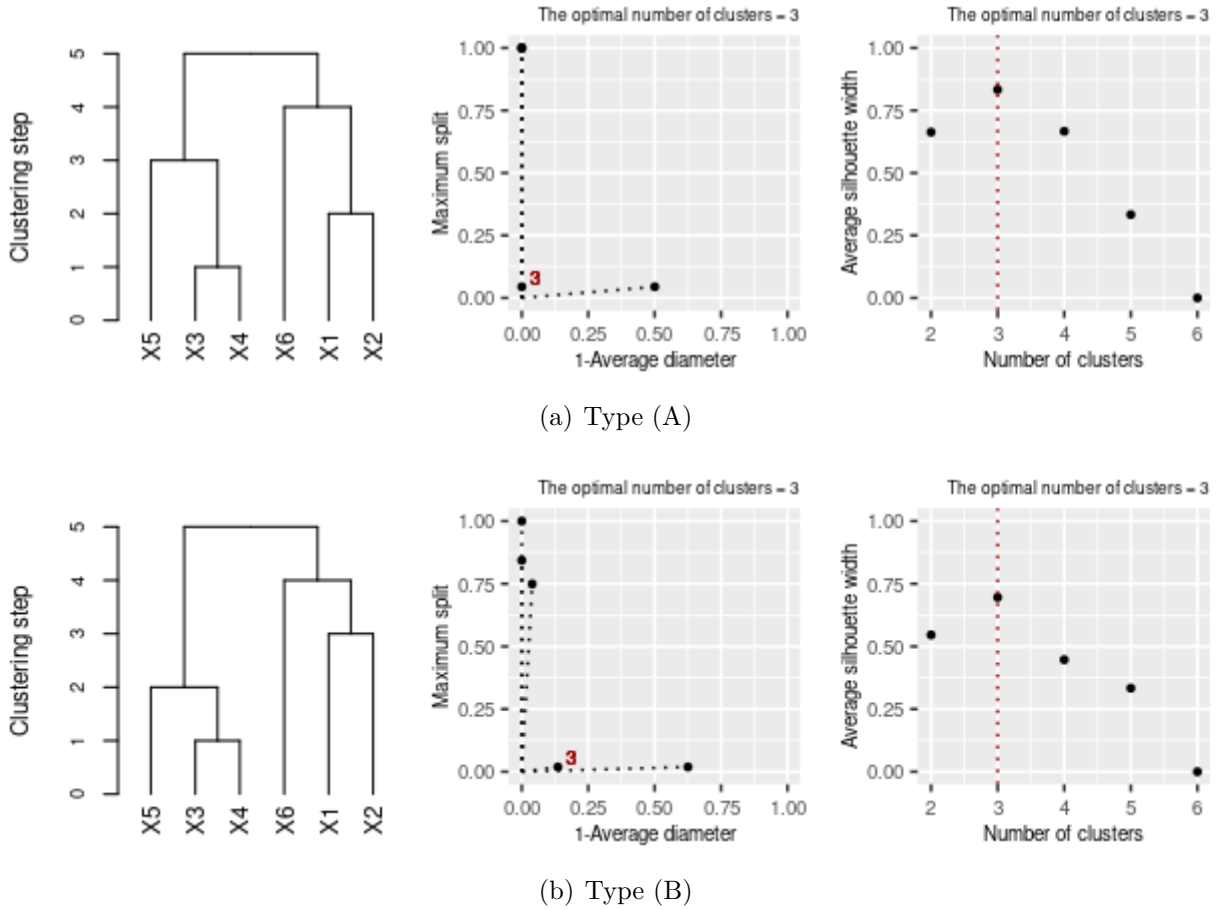 The optimal number of clusters = 3
The optimal number of clusters = 3
Clustering step
5
4
3
2
1
0
X5
X3
X4
X6
X1
X2
Maximum split
1.00
0.75
0.50
0.25
0.00
3
0.00 0.25 0.50 0.75 1.00
1-Average diameter
Average silhouette width
1.00
0.75
0.50
0.25
0.00
2 3 4 5 6
Number of clusters
(a) Type (A)
The optimal number of clusters = 3
The optimal number of clusters = 3
Clustering step
5
4
3
2
1
0
X5
X3
X4
X6
X1
X2
Maximum split
1.00
0.75
0.50
0.25
0.00
3
0.00 0.25 0.50 0.75 1.00
1-Average diameter
Average silhouette width
1.00
0.75
0.50
0.25
0.00
2 3 4 5 6
Number of clusters
(b) Type (B)